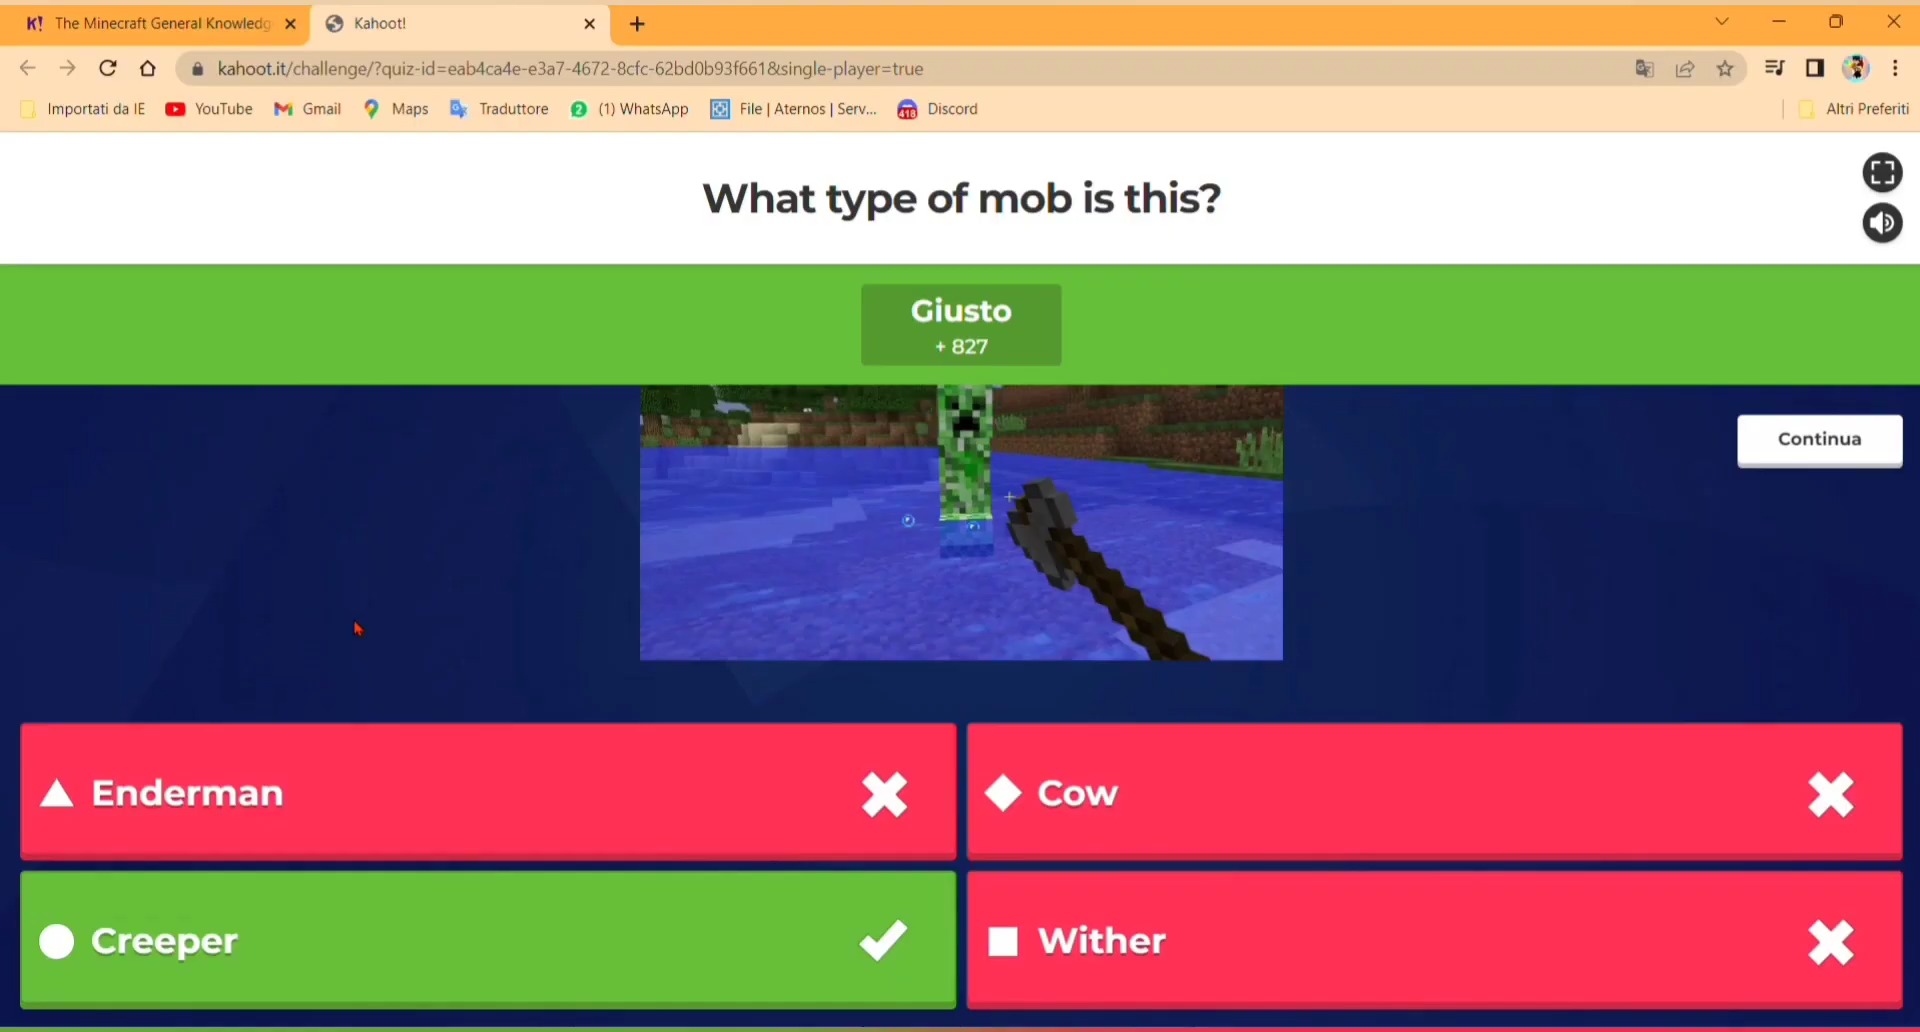 The Minecraft General Knowledg
Kahoot!
kahoot.it/challenge/?quiz-id=eab4ca4e-e3a7-4672-8cfc-62bd0b93f661&single-player=true
Importati da IE
YouTube
Gmail
Maps
Traduttore
2
(1) WhatsApp
File | Aternos | Serv...
418
Discord
Altri Preferiti
What type of mob is this?
Giusto
+ 827
Continua
Enderman
Cow
Creeper
Wither